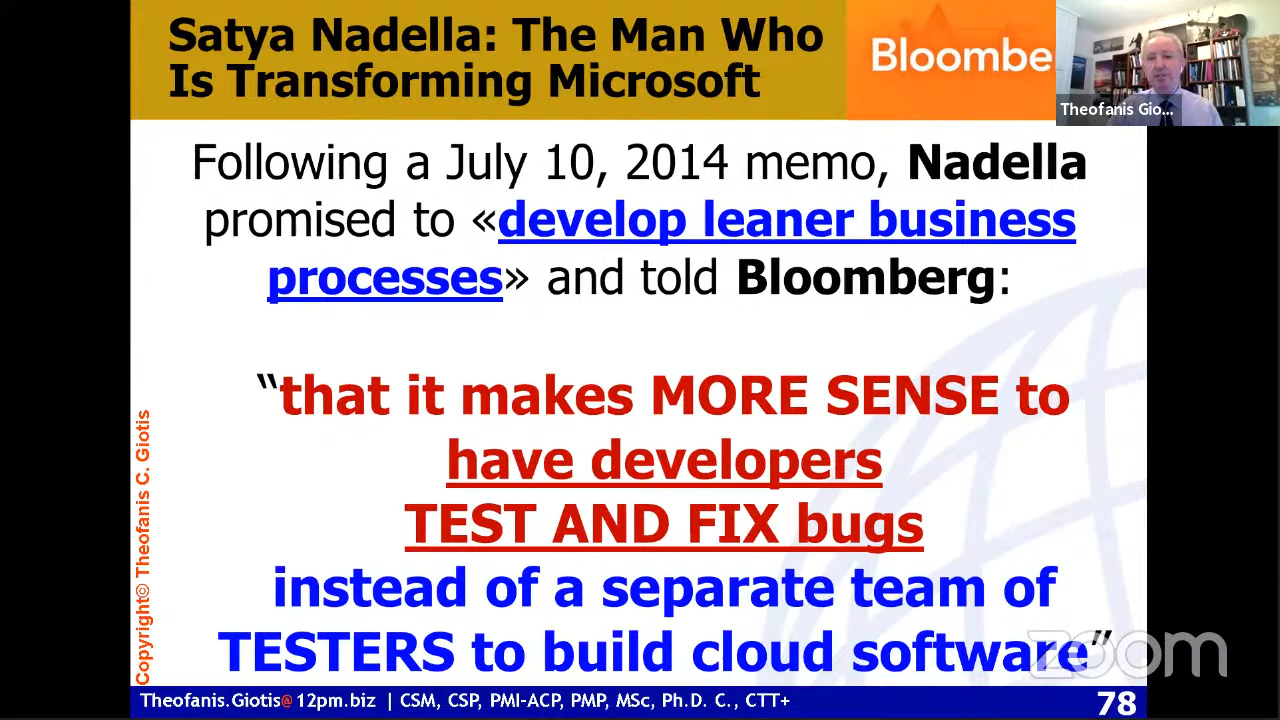 Satya Nadella: The Man Who
Is Transforming Microsoft
Bloombe
Theofanis Gio...
Following a July 10, 2014 memo, Nadella
promised to «develop leaner business
processes» and told Bloomberg:
“that it makes MORE SENSE to
have developers
TEST AND FIX bugs
instead of a separate team of
TESTERS to build cloud software”
Copyright© Theofanis C. Giotis
zoom
Theofanis.Giotis@12pm.biz | CSM, CSP, PMI-ACP, PMP, MSc, Ph.D. C., CTT+
78